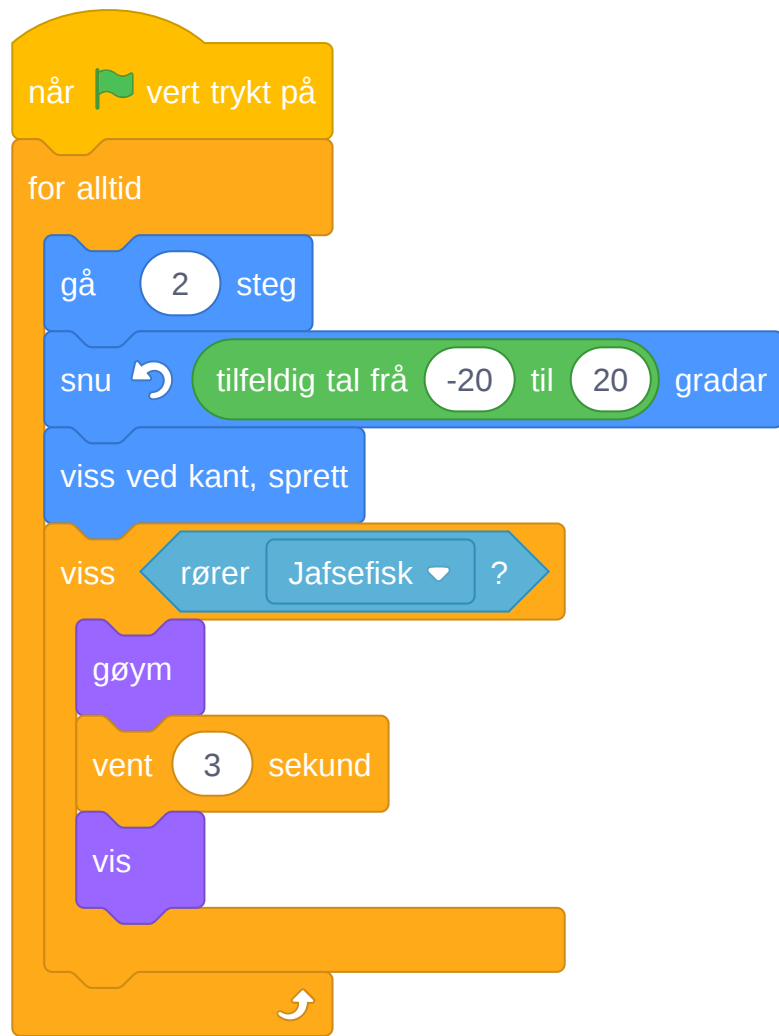 når vert trykt på
for alltid
gå 2 steg
snu tilfeldig tal frå -20 til 20 gradar
viss ved kant, sprett
viss rører Jafsefisk ?
gøym
vent 3 sekund
vis